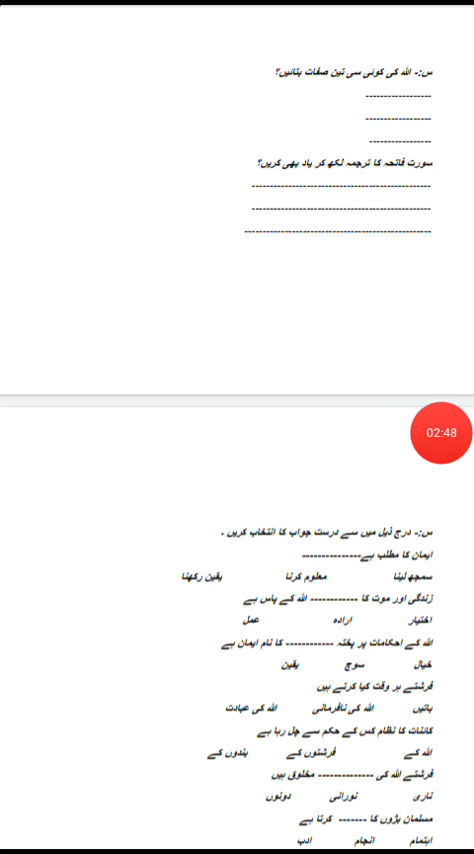 س:- اللہ کی کوئی سی تین صفات بتائیں؟
------------------
------------------
-----------------
سورت فاتحہ کا ترجمہ لکھ کر یاد بھی کریں؟
-------------------------------------------------
-------------------------------------------------
---------------------------------------------------
02:48
س:- درج ذیل میں سے درست جواب کا انتخاب کریں ۔
ایمان کا مطلب ہے---------------
سمجھ لینا معلوم کرنا یقین رکھنا
زندگی اور موت کا ------------ اللہ کے پاس ہے
اختیار ارادہ عمل
اللہ کے احکامات پر پختہ ------------ کا نام ایمان ہے
خیال سوچ یقین
فرشتے ہر وقت کیا کرتے ہیں
باتیں اللہ کی نافرمانی اللہ کی عبادت
کائنات کا نظام کس کے حکم سے چل رہا ہے
اللہ کے فرشتوں کے بندوں کے
فرشتے اللہ کی -------------- مخلوق ہیں
ناری نورانی دونوں
مسلمان بڑوں کا ------- کرتا ہے
اہتمام انجام ادب